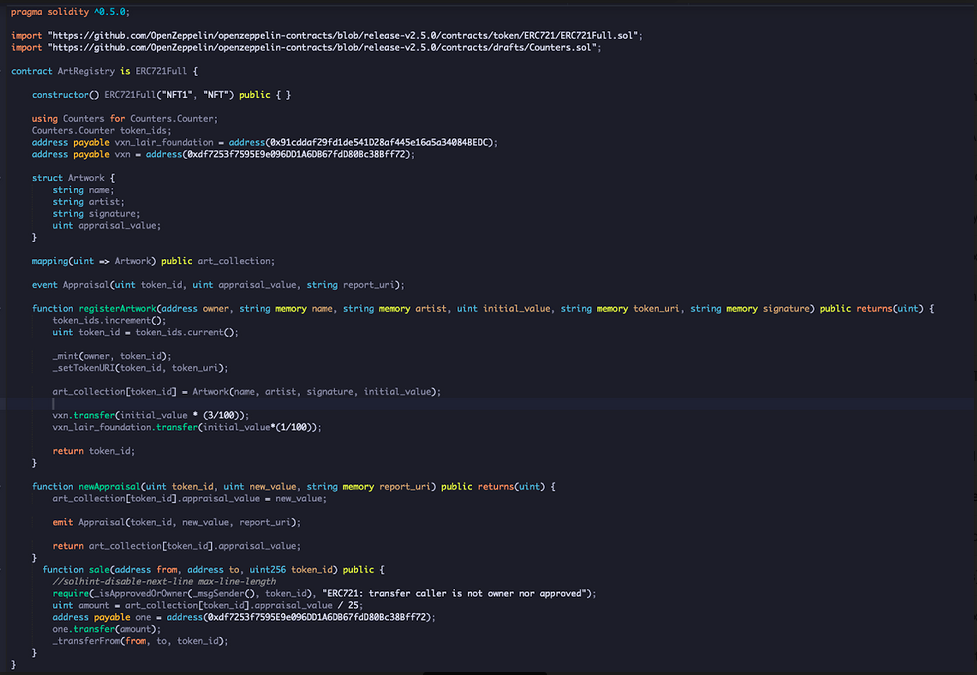 pragma solidity ^0.5.0;
import "https://github.com/OpenZeppelin/openzeppelin-contracts/blob/release-v2.5.0/contracts/token/ERC721/ERC721Full.sol";
import "https://github.com/OpenZeppelin/openzeppelin-contracts/blob/release-v2.5.0/contracts/drafts/Counters.sol";
contract ArtRegistry is ERC721Full {
constructor() ERC721Full("NFT1", "NFT") public { }
using Counters for Counters.Counter;
Counters.Counter token_ids;
address payable vxn_lair_foundation = address(0x91cddaf29fd1de541D28af445e16a5a34084BEDC);
address payable vxn = address(0xdf7253f7595E9e096DD1A6DB67fdD80Bc38Bff72);
struct Artwork {
string name;
string artist;
string signature;
uint appraisal_value;
}
mapping(uint => Artwork) public art_collection;
event Appraisal(uint token_id, uint appraisal_value, string report_uri);
function registerArtwork(address owner, string memory name, string memory artist, uint initial_value, string memory token_uri, string memory signature) public returns(uint) {
token_ids.increment();
uint token_id = token_ids.current();
_mint(owner, token_id);
_setTokenURI(token_id, token_uri);
art_collection[token_id] = Artwork(name, artist, signature, initial_value);
vxn.transfer(initial_value * (3/100));
vxn_lair_foundation.transfer(initial_value*(1/100));
return token_id;
}
function newAppraisal(uint token_id, uint new_value, string memory report_uri) public returns(uint) {
art_collection[token_id].appraisal_value = new_value;
emit Appraisal(token_id, new_value, report_uri);
return art_collection[token_id].appraisal_value;
}
function sale(address from, address to, uint256 token_id) public {
//solhint-disable-next-line max-line-length
require(_isApprovedOrOwner(_msgSender(), token_id), "ERC721: transfer caller is not owner nor approved");
uint amount = art_collection[token_id].appraisal_value / 25;
address payable one = address(0xdf7253f7595E9e096DD1A6DB67fdD80Bc38Bff72);
one.transfer(amount);
_transferFrom(from, to, token_id);
}
}